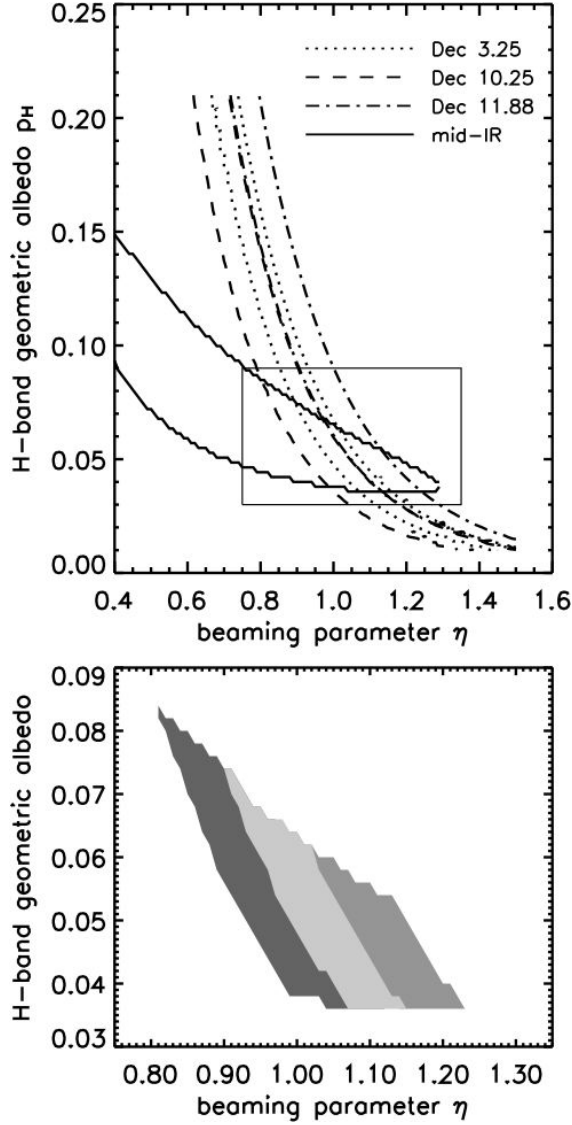 0.25
0.20
0.15
0.10
0.05
0.00
H-band geometric albedo pH
Dec 3.25
Dec 10.25
Dec 11.88
mid-IR
0.4 0.6 0.8 1.0 1.2 1.4 1.6
beaming parameter η
0.09
0.08
0.07
0.06
0.05
0.04
0.03
H-band geometric albedo
0.80 0.90 1.00 1.10 1.20 1.30
beaming parameter η